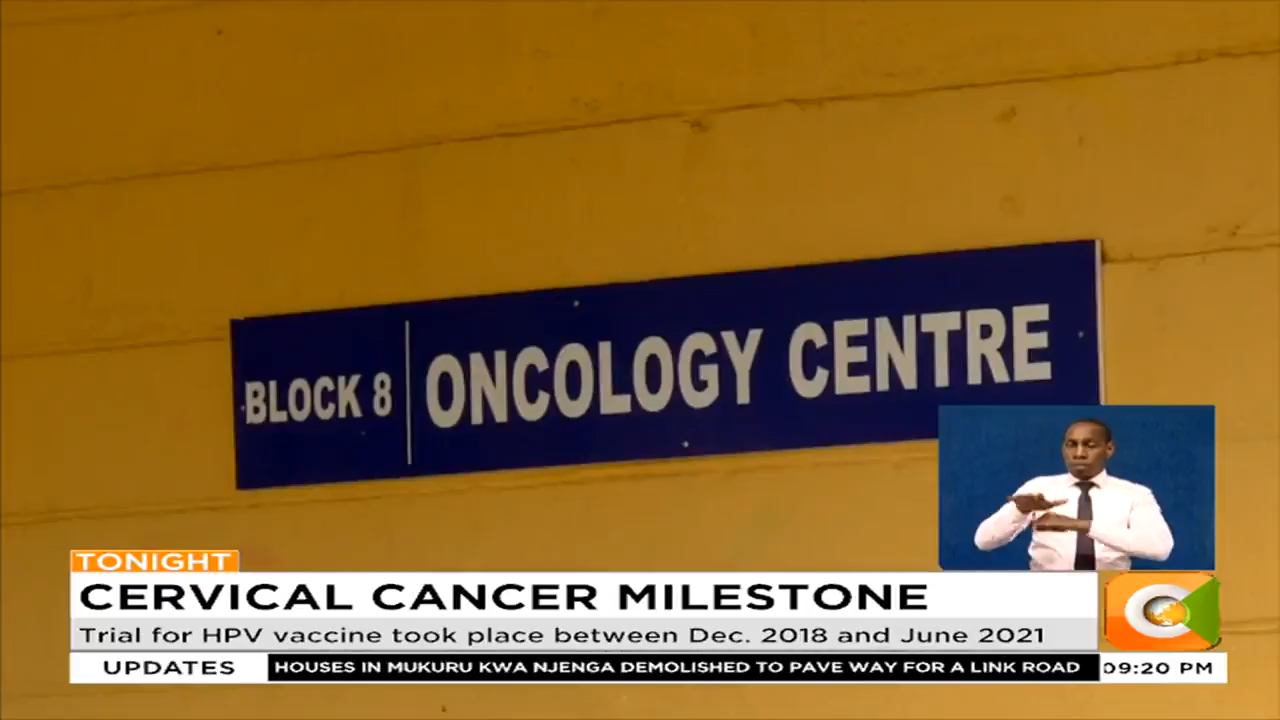 BLOCK 8 ONCOLOGY CENTRE
TONIGHT
CERVICAL CANCER MILESTONE
Trial for HPV vaccine took place between Dec. 2018 and June 2021
UPDATES HOUSES IN MUKURU KWA NJENGA DEMOLISHED TO PAVE WAY FOR A LINK ROAD 09:20 PM